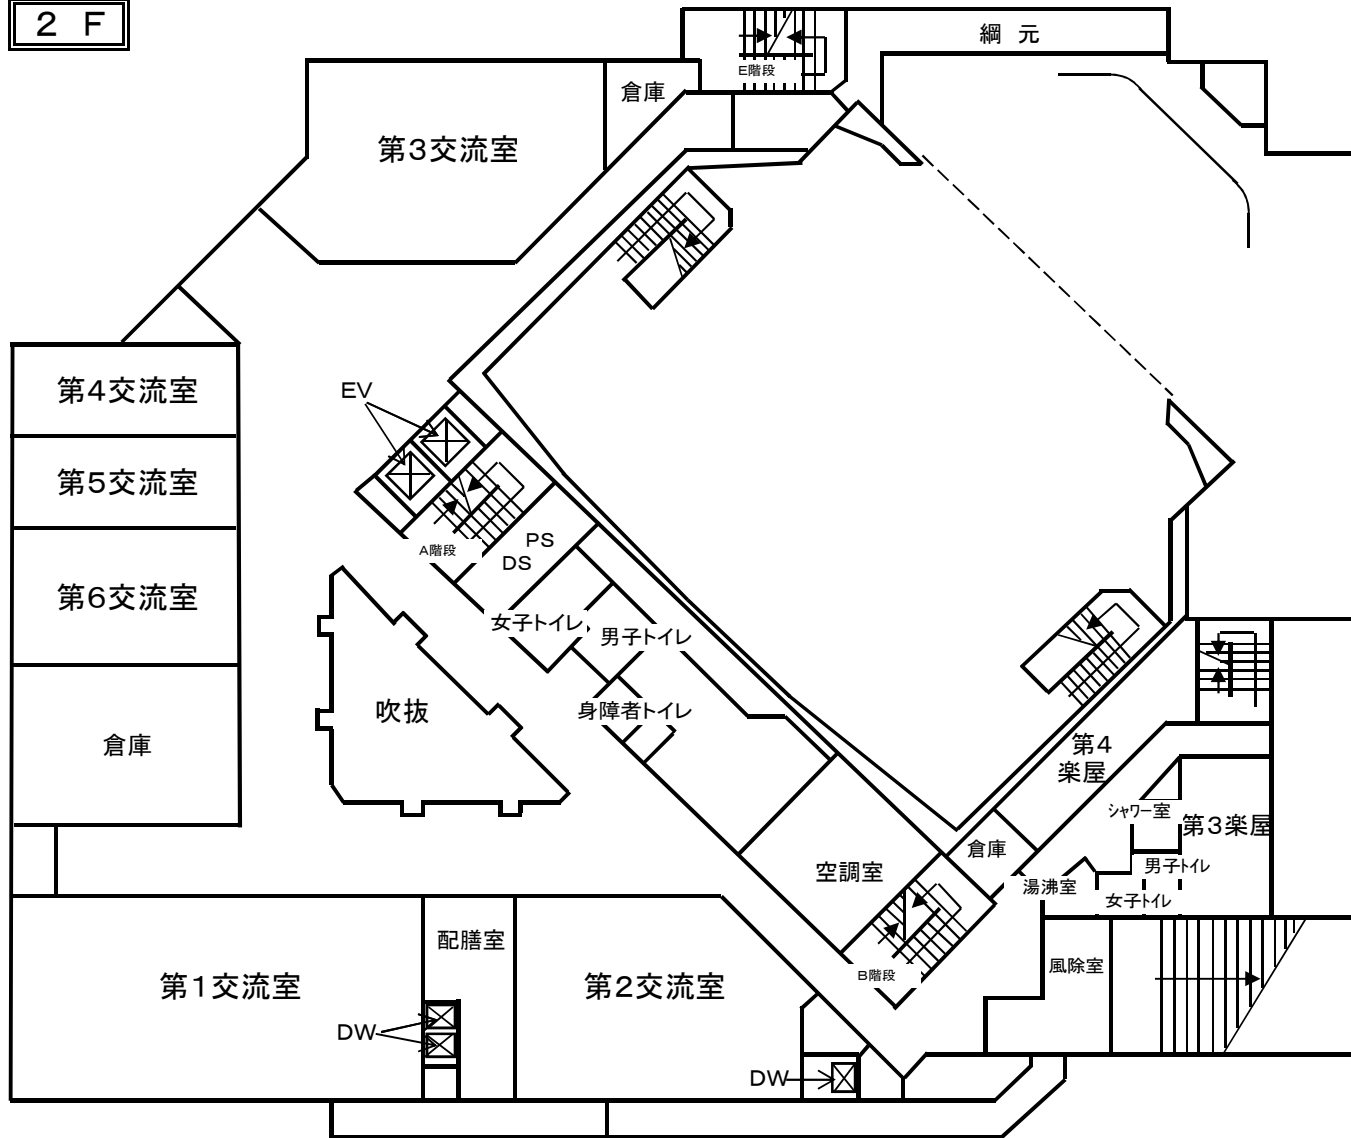 ２ Ｆ
綱 元
E階段
倉庫
第３交流室
EV
第４交流室
第５交流室
第６交流室
倉庫
A階段
PS
DS
女子トイレ
男子トイレ
身障者トイレ
吹抜
第４
楽屋
シャワー室
第３楽屋
倉庫
空調室
男子トイレ
湯沸室
女子トイレ
配膳室
風除室
B階段
第１交流室
第２交流室
DW
DW